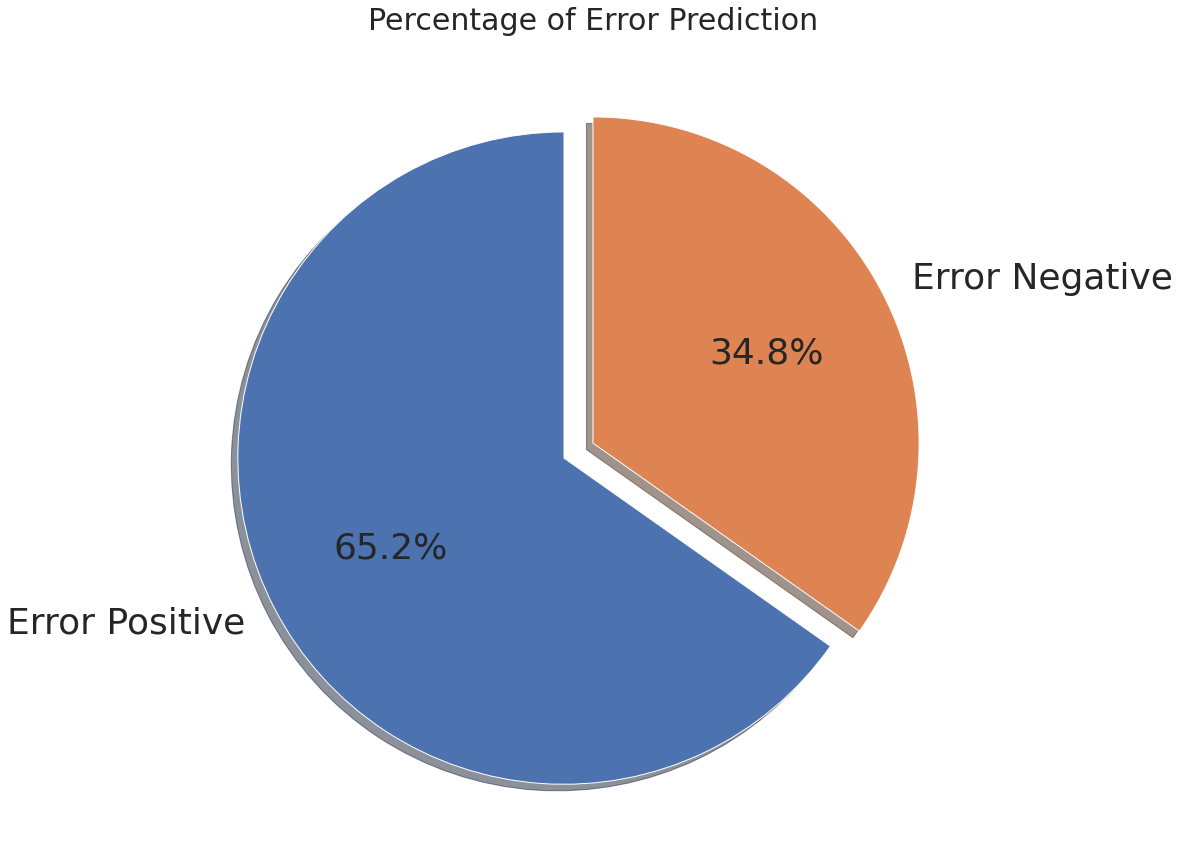 Percentage of Error Prediction
Error Negative
34.8%
65.2%
Error Positive